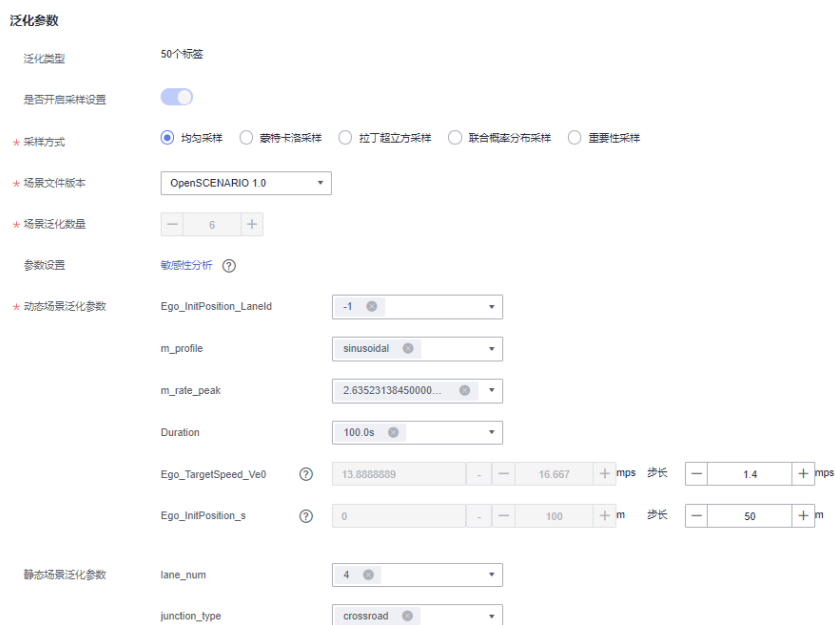 泛化参数
泛化类型 50个标签
是否开启采样设置
* 采样方式 均匀采样 蒙特卡洛采样 拉丁超立方采样 联合概率分布采样 重要性采样
* 场景文件版本 OpenSCENARIO 1.0
* 场景泛化数量 — 6 +
参数设置 敏感性分析 ?
* 动态场景泛化参数 Ego_InitPosition_LaneId -1
m_profile sinusoidal
m_rate_peak 2.63523138450000...
Duration 100.0s
Ego_TargetSpeed_Ve0 ? 13.8888889 - — 16.667 + mps 步长 — 1.4 + mps
Ego_InitPosition_s ? 0 - — 100 + m 步长 — 50 + m
静态场景泛化参数 lane_num 4
junction_type crossroad